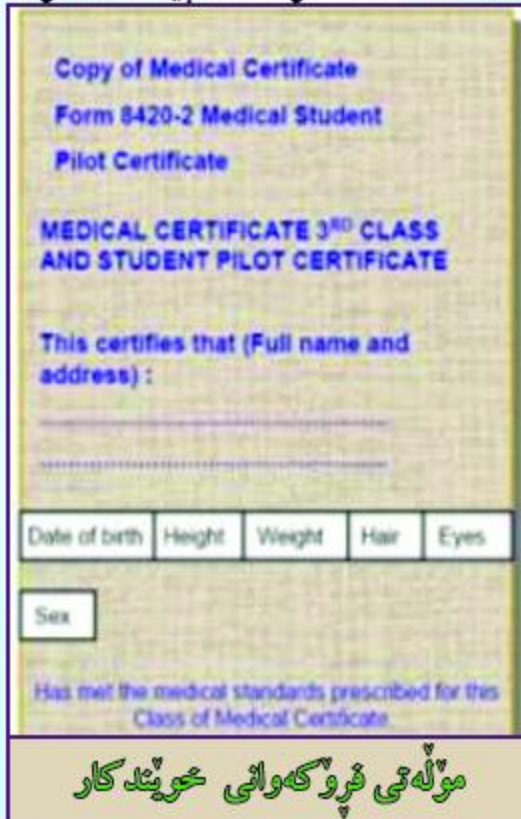 Copy of Medical Certificate
Form 8420-2 Medical Student
Pilot Certificate
MEDICAL CERTIFICATE 3RD CLASS
AND STUDENT PILOT CERTIFICATE
This certifies that (Full name and
address) :
Date of birth Height Weight Hair Eyes
Sex
Has met the medical standards prescribed for this
Class of Medical Certificate.
مۆڵەتی فڕۆکەوانی خوێندکار